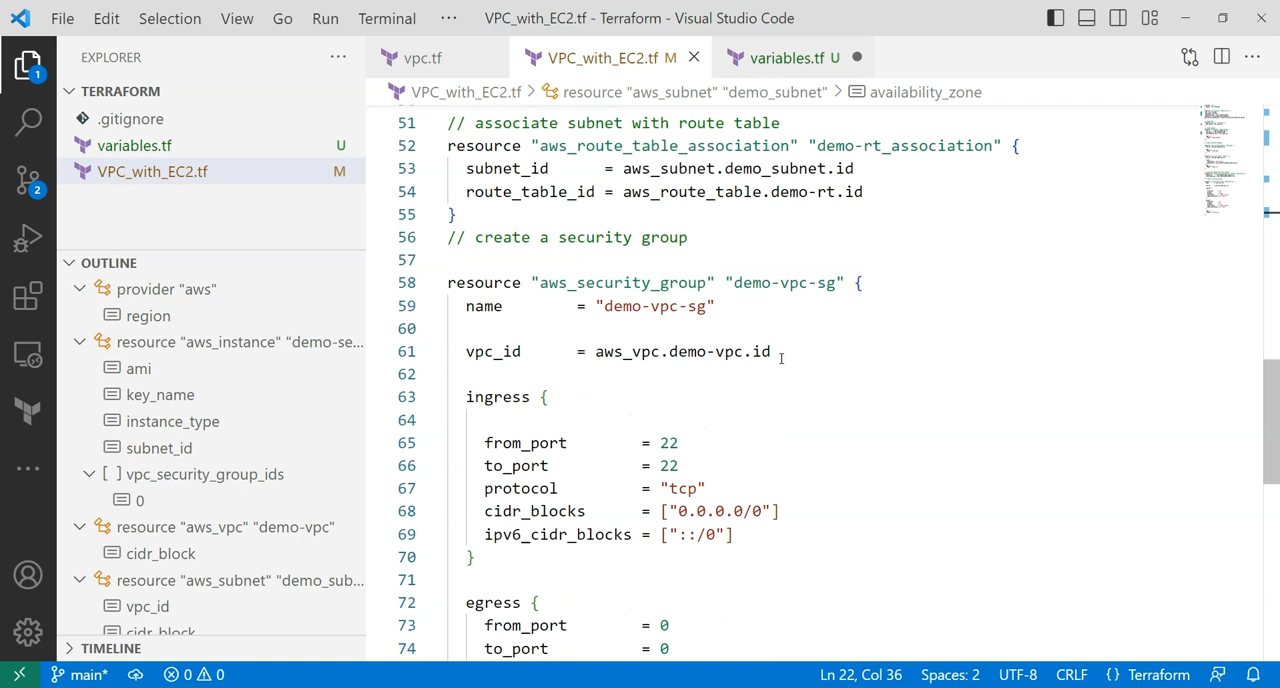 File Edit Selection View Go Run Terminal ··· VPC_with_EC2.tf - Terraform - Visual Studio Code
EXPLORER ···
TERRAFORM
.gitignore
variables.tf U
VPC_with_EC2.tf M
OUTLINE
provider "aws"
region
resource "aws_instance" "demo-se...
ami
key_name
instance_type
subnet_id
[ ] vpc_security_group_ids
0
resource "aws_vpc" "demo-vpc"
cidr_block
resource "aws_subnet" "demo_sub...
vpc_id
cidr_block
TIMELINE
1
2
vpc.tf VPC_with_EC2.tf M variables.tf U
VPC_with_EC2.tf > resource "aws_subnet" "demo_subnet" > availability_zone
51 // associate subnet with route table
52 resource "aws_route_table_association" "demo-rt_association" {
53 subnet_id = aws_subnet.demo_subnet.id
54 route_table_id = aws_route_table.demo-rt.id
55 }
56 // create a security group
57
58 resource "aws_security_group" "demo-vpc-sg" {
59 name = "demo-vpc-sg"
60
61 vpc_id = aws_vpc.demo-vpc.id
62
63 ingress {
64
65 from_port = 22
66 to_port = 22
67 protocol = "tcp"
68 cidr_blocks = ["0.0.0.0/0"]
69 ipv6_cidr_blocks = ["::/0"]
70 }
71
72 egress {
73 from_port = 0
74 to_port = 0
main* 0 0 Ln 22, Col 36 Spaces: 2 UTF-8 CRLF {} Terraform